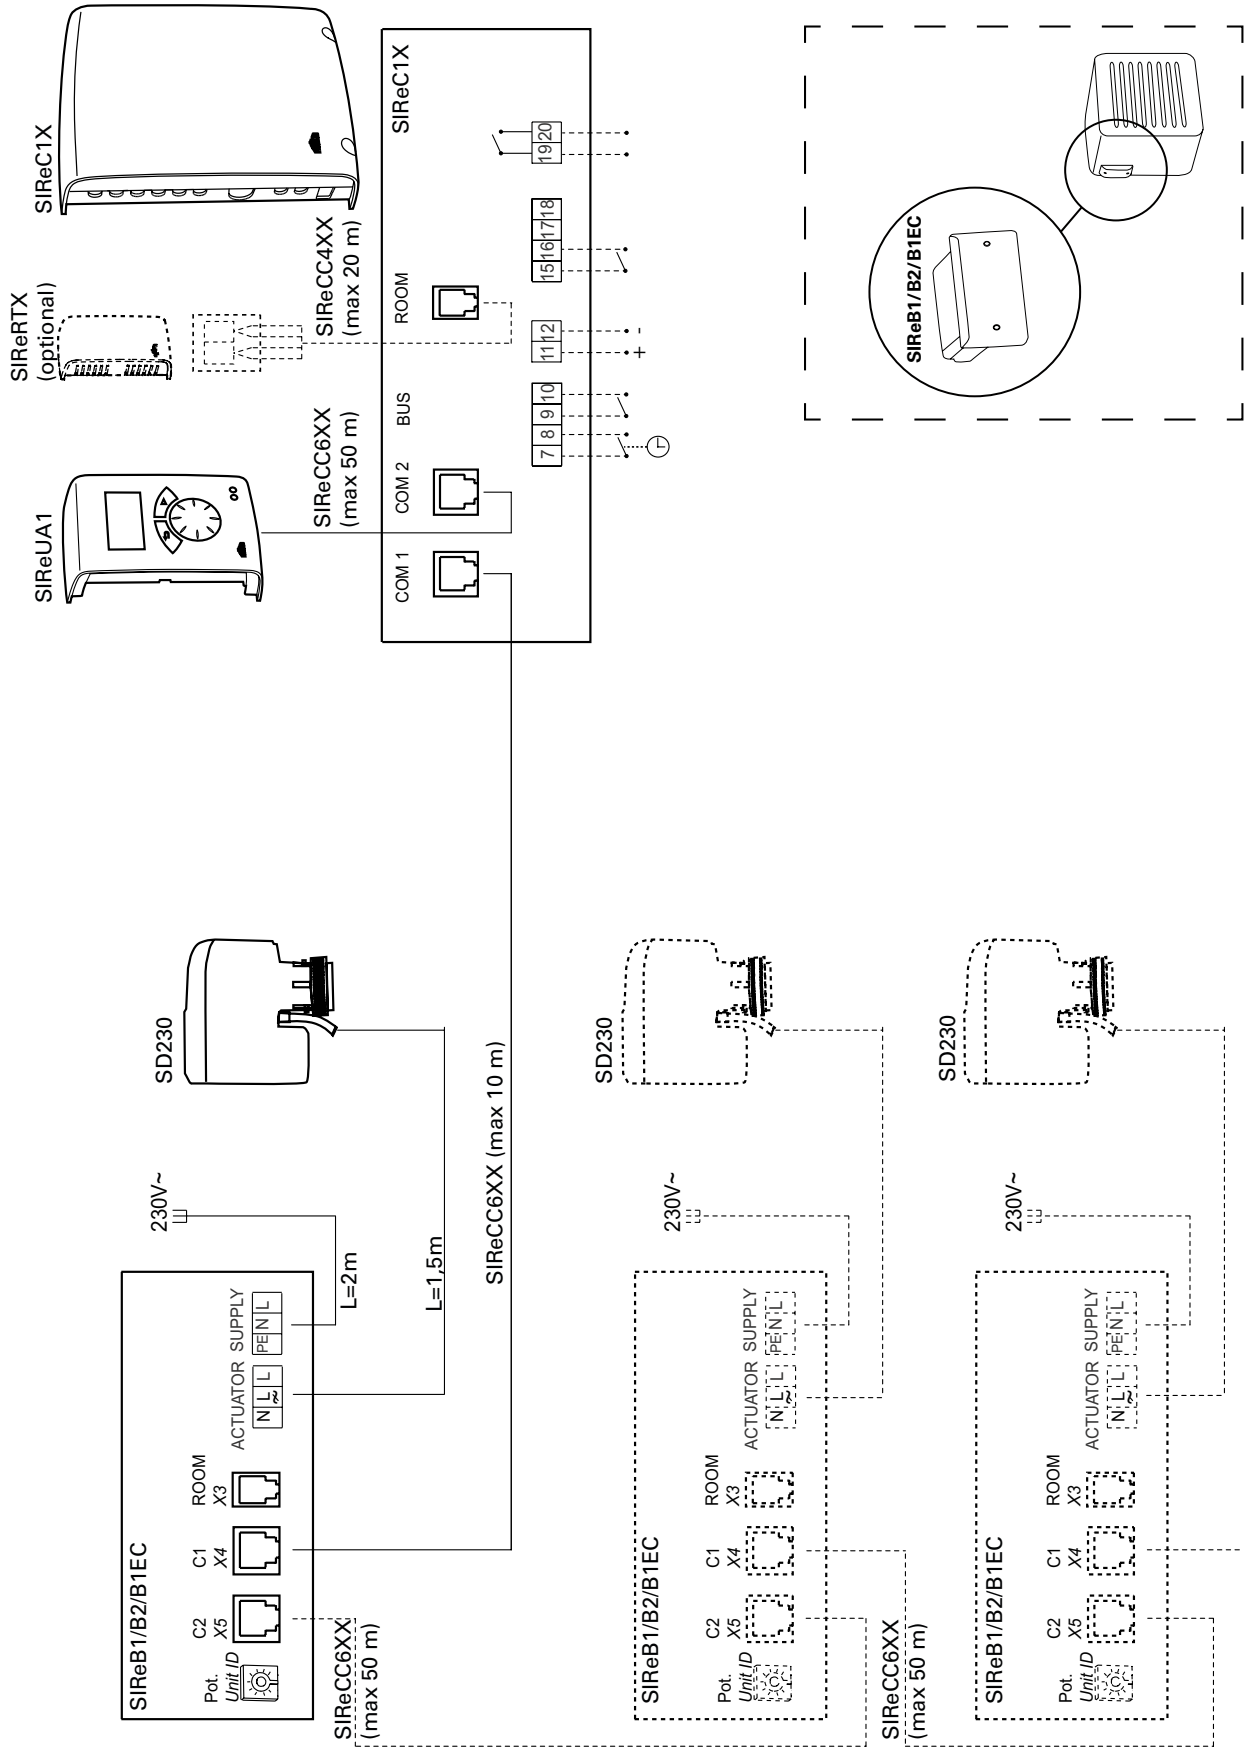 SIReUA1
SIReRTX
(optional)
SIReC1X
SIReCC6XX
(max 50 m)
SIReCC4XX
(max 20 m)
SIReC1X
COM 1
COM 2
BUS
ROOM
7 8 9 10
11 12
15 16 17 18
19 20
+ -
SIReB1/B2/B1EC
SD230
230V~
L=2m
L=1,5m
SIReCC6XX (max 10 m)
SIReB1/B2/B1EC
Pot.
Unit ID
C2
X5
C1
X4
ROOM
X3
ACTUATOR
N L L
≈
SUPPLY
PE N L
SIReCC6XX
(max 50 m)
SD230
230V~
SIReB1/B2/B1EC
Pot.
Unit ID
C2
X5
C1
X4
ROOM
X3
ACTUATOR
N L L
≈
SUPPLY
PE N L
SIReCC6XX
(max 50 m)
SD230
230V~
SIReB1/B2/B1EC
Pot.
Unit ID
C2
X5
C1
X4
ROOM
X3
ACTUATOR
N L L
≈
SUPPLY
PE N L